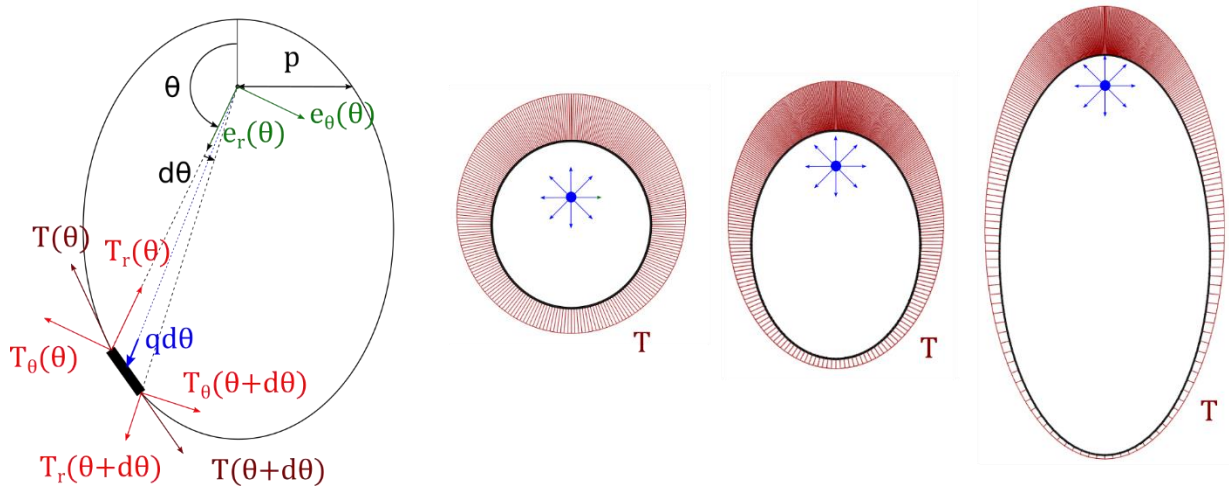 p
θ
e_θ(θ)
e_r(θ)
dθ
T(θ)
T_r(θ)
qdθ
T_θ(θ)
T_θ(θ+dθ)
T_r(θ+dθ)
T(θ+dθ)
T
T
T